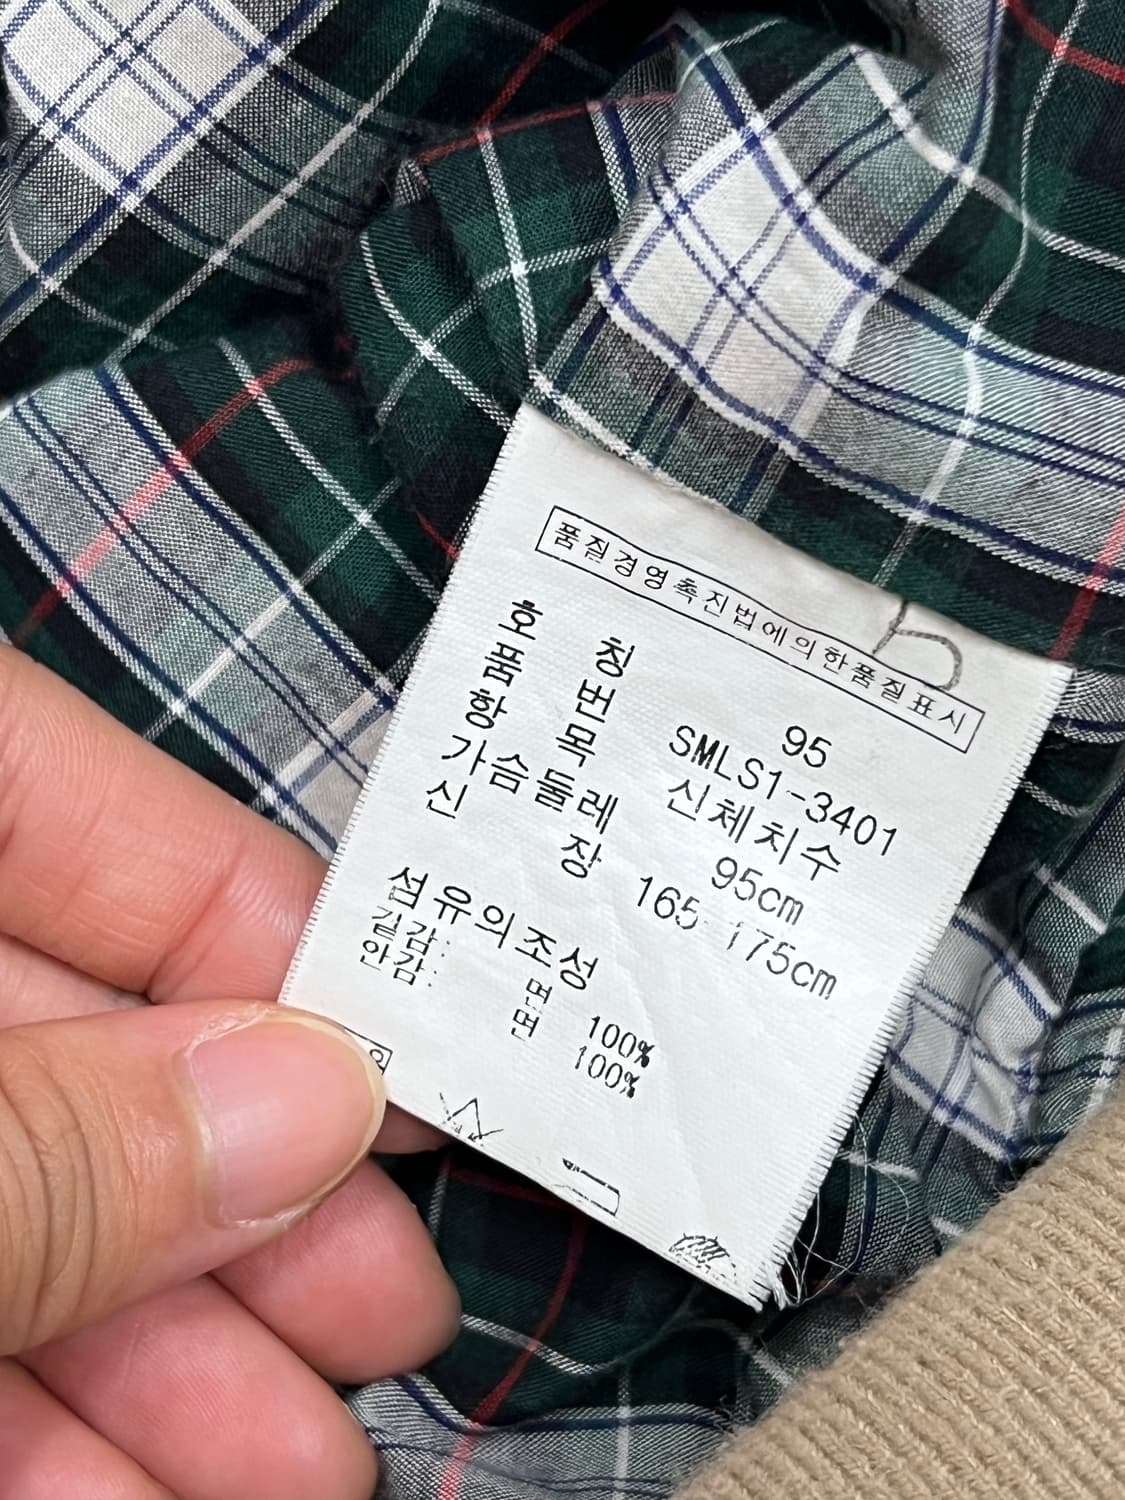 품질경영촉진법에의한품질표시
호 칭 95
품 번 SMLS1-3401
항 목 신체치수
가슴둘레 95cm
신 장 165 175cm
섬유의조성
겉감: 면 100%
안감: 면 100%